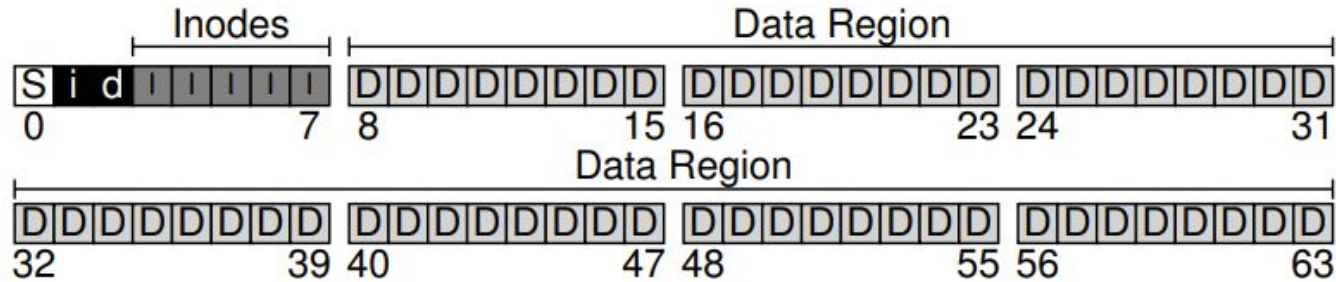 Inodes Data Region
S i d I I I I I D D D D D D D D D D D D D D D D D D D D D D D D
0 7 8 15 16 23 24 31
Data Region
D D D D D D D D D D D D D D D D D D D D D D D D D D D D D D D D
32 39 40 47 48 55 56 63